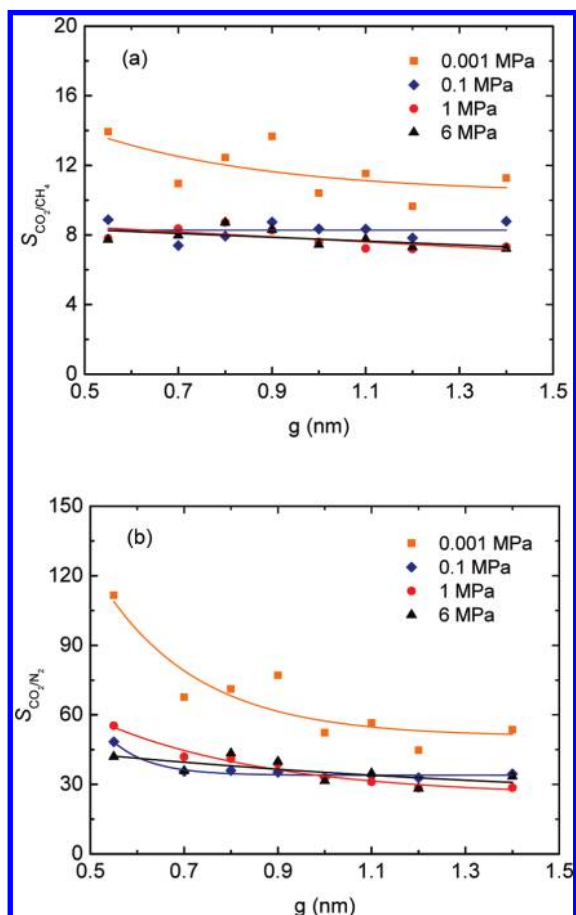 20
16
12
8
4
0
S_CO₂/CH₄
(a)
0.001 MPa
0.1 MPa
1 MPa
6 MPa
0.5 0.7 0.9 1.1 1.3 1.5
g (nm)
150
120
90
60
30
0
S_CO₂/N₂
(b)
0.001 MPa
0.1 MPa
1 MPa
6 MPa
0.5 0.7 0.9 1.1 1.3 1.5
g (nm)